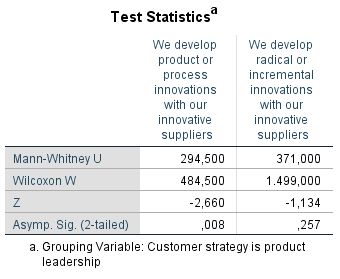 Test Statistics^a
We develop We develop
product or radical or
process incremental
innovations innovations
with our with our
innovative innovative
suppliers suppliers
Mann-Whitney U 294,500 371,000
Wilcoxon W 484,500 1.499,000
Z -2,660 -1,134
Asymp. Sig. (2-tailed) ,008 ,257
a. Grouping Variable: Customer strategy is product
leadership